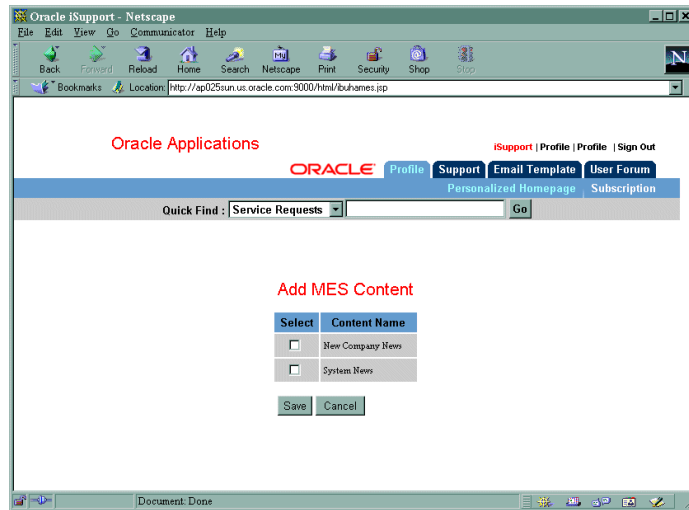 Oracle iSupport - Netscape
File Edit View Go Communicator Help
Back Forward Reload Home Search Netscape Print Security Shop Stop
Bookmarks Location: http://ap025sun.us.oracle.com:9000/html/ibuhames.jsp
Oracle Applications
iSupport | Profile | Profile | Sign Out
ORACLE Profile Support Email Template User Forum
Personalized Homepage Subscription
Quick Find : Service Requests Go
Add MES Content
Select Content Name
New Company News
System News
Save Cancel
Document: Done